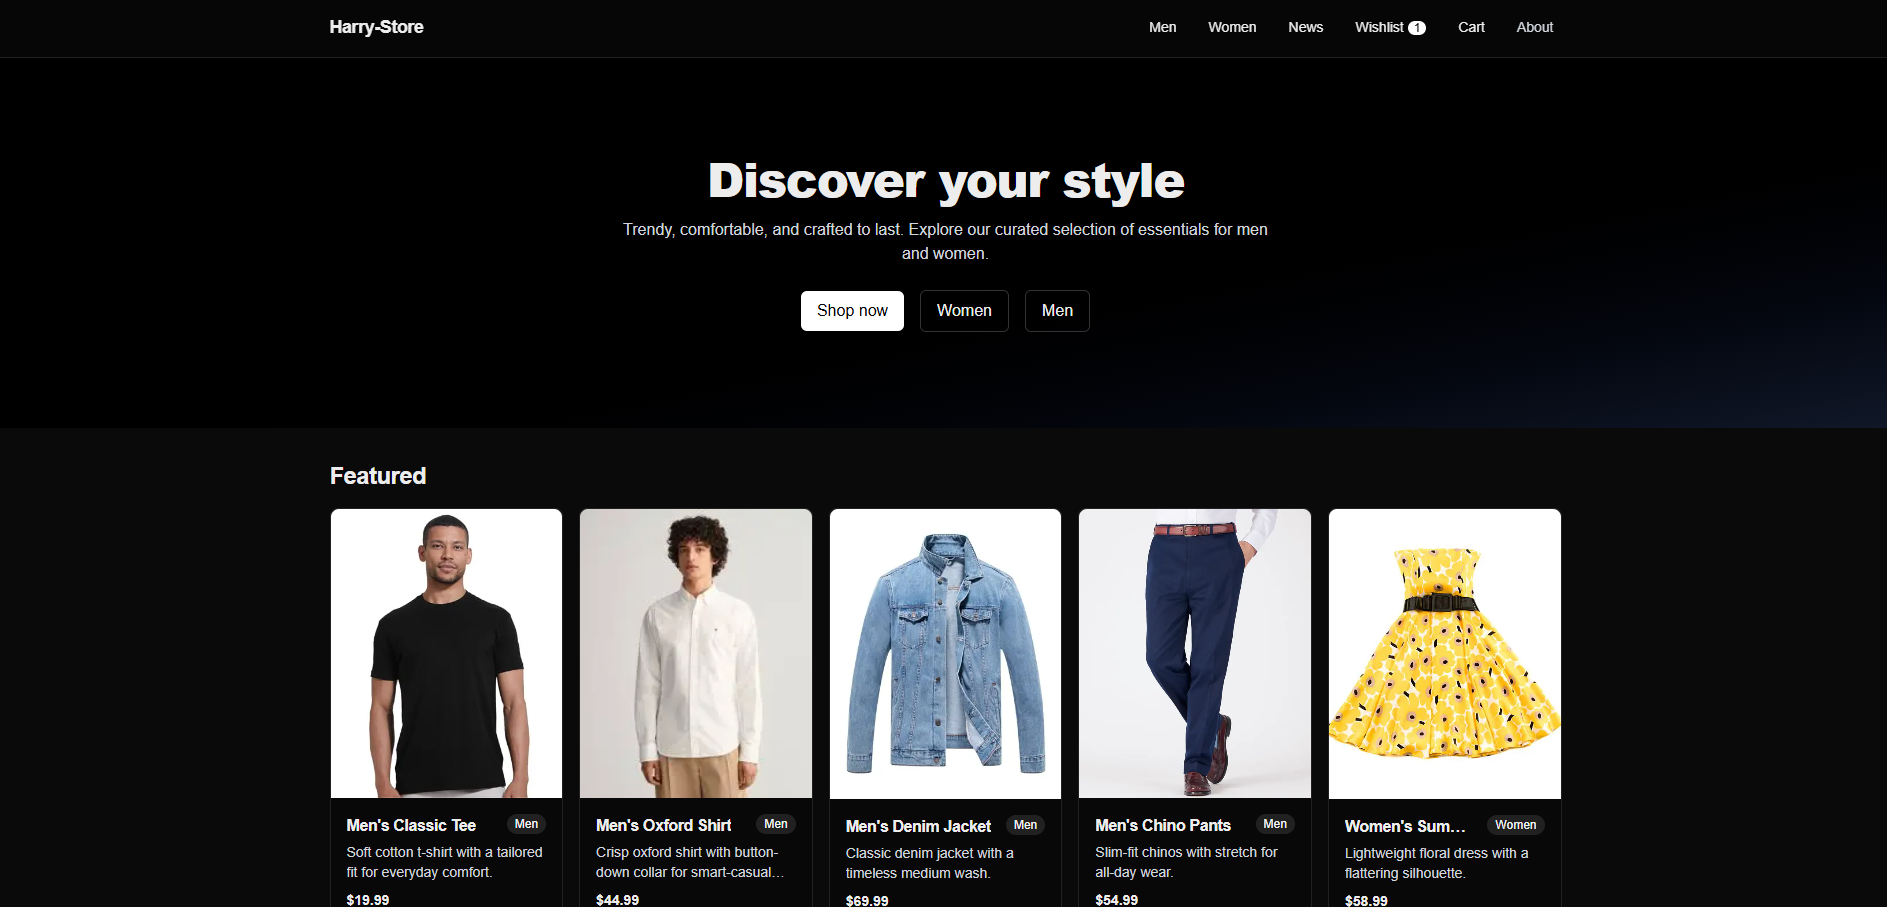 Harry-Store
Men
Women
News
Wishlist 1
Cart
About
Discover your style
Trendy, comfortable, and crafted to last. Explore our curated selection of essentials for men
and women.
Shop now
Women
Men
Featured
Men's Classic Tee
Men
Soft cotton t-shirt with a tailored
fit for everyday comfort.
$19.99
Men's Oxford Shirt
Men
Crisp oxford shirt with button-
down collar for smart-casual…
$44.99
Men's Denim Jacket
Men
Classic denim jacket with a
timeless medium wash.
$69.99
Men's Chino Pants
Men
Slim-fit chinos with stretch for
all-day wear.
$54.99
Women's Sum…
Women
Lightweight floral dress with a
flattering silhouette.
$58.99